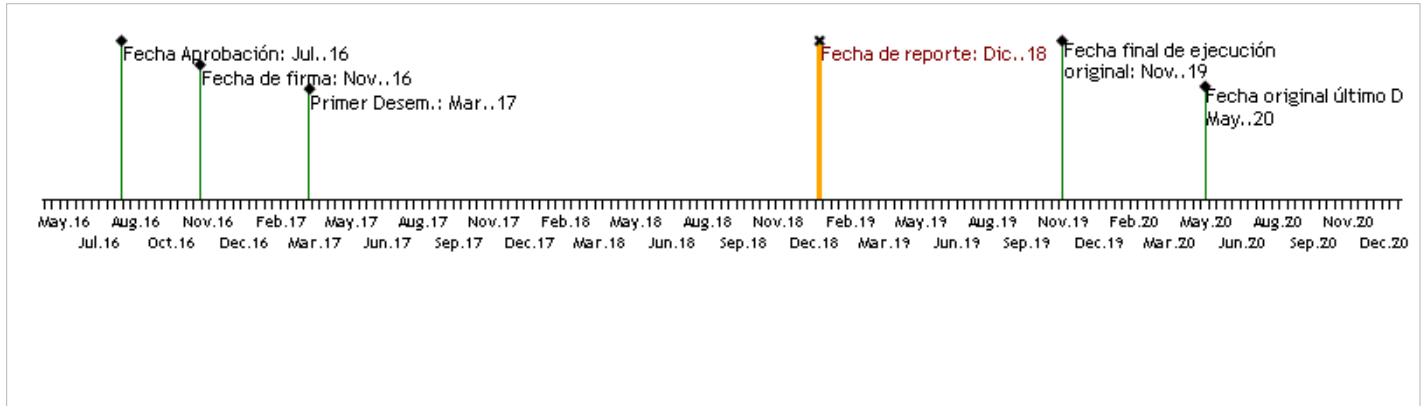 Fecha Aprobación: Jul..16
Fecha de firma: Nov..16
Primer Desem.: Mar..17
Fecha de reporte: Dic..18
Fecha final de ejecución
original: Nov..19
Fecha original último D
May..20
May.16 Aug.16 Nov.16 Feb.17 May.17 Aug.17 Nov.17 Feb.18 May.18 Aug.18 Nov.18 Feb.19 May.19 Aug.19 Nov.19 Feb.20 May.20 Aug.20 Nov.20
Jul.16 Oct.16 Dec.16 Mar.17 Jun.17 Sep.17 Dec.17 Mar.18 Jun.18 Sep.18 Dec.18 Mar.19 Jun.19 Sep.19 Dec.19 Mar.20 Jun.20 Sep.20 Dec.20